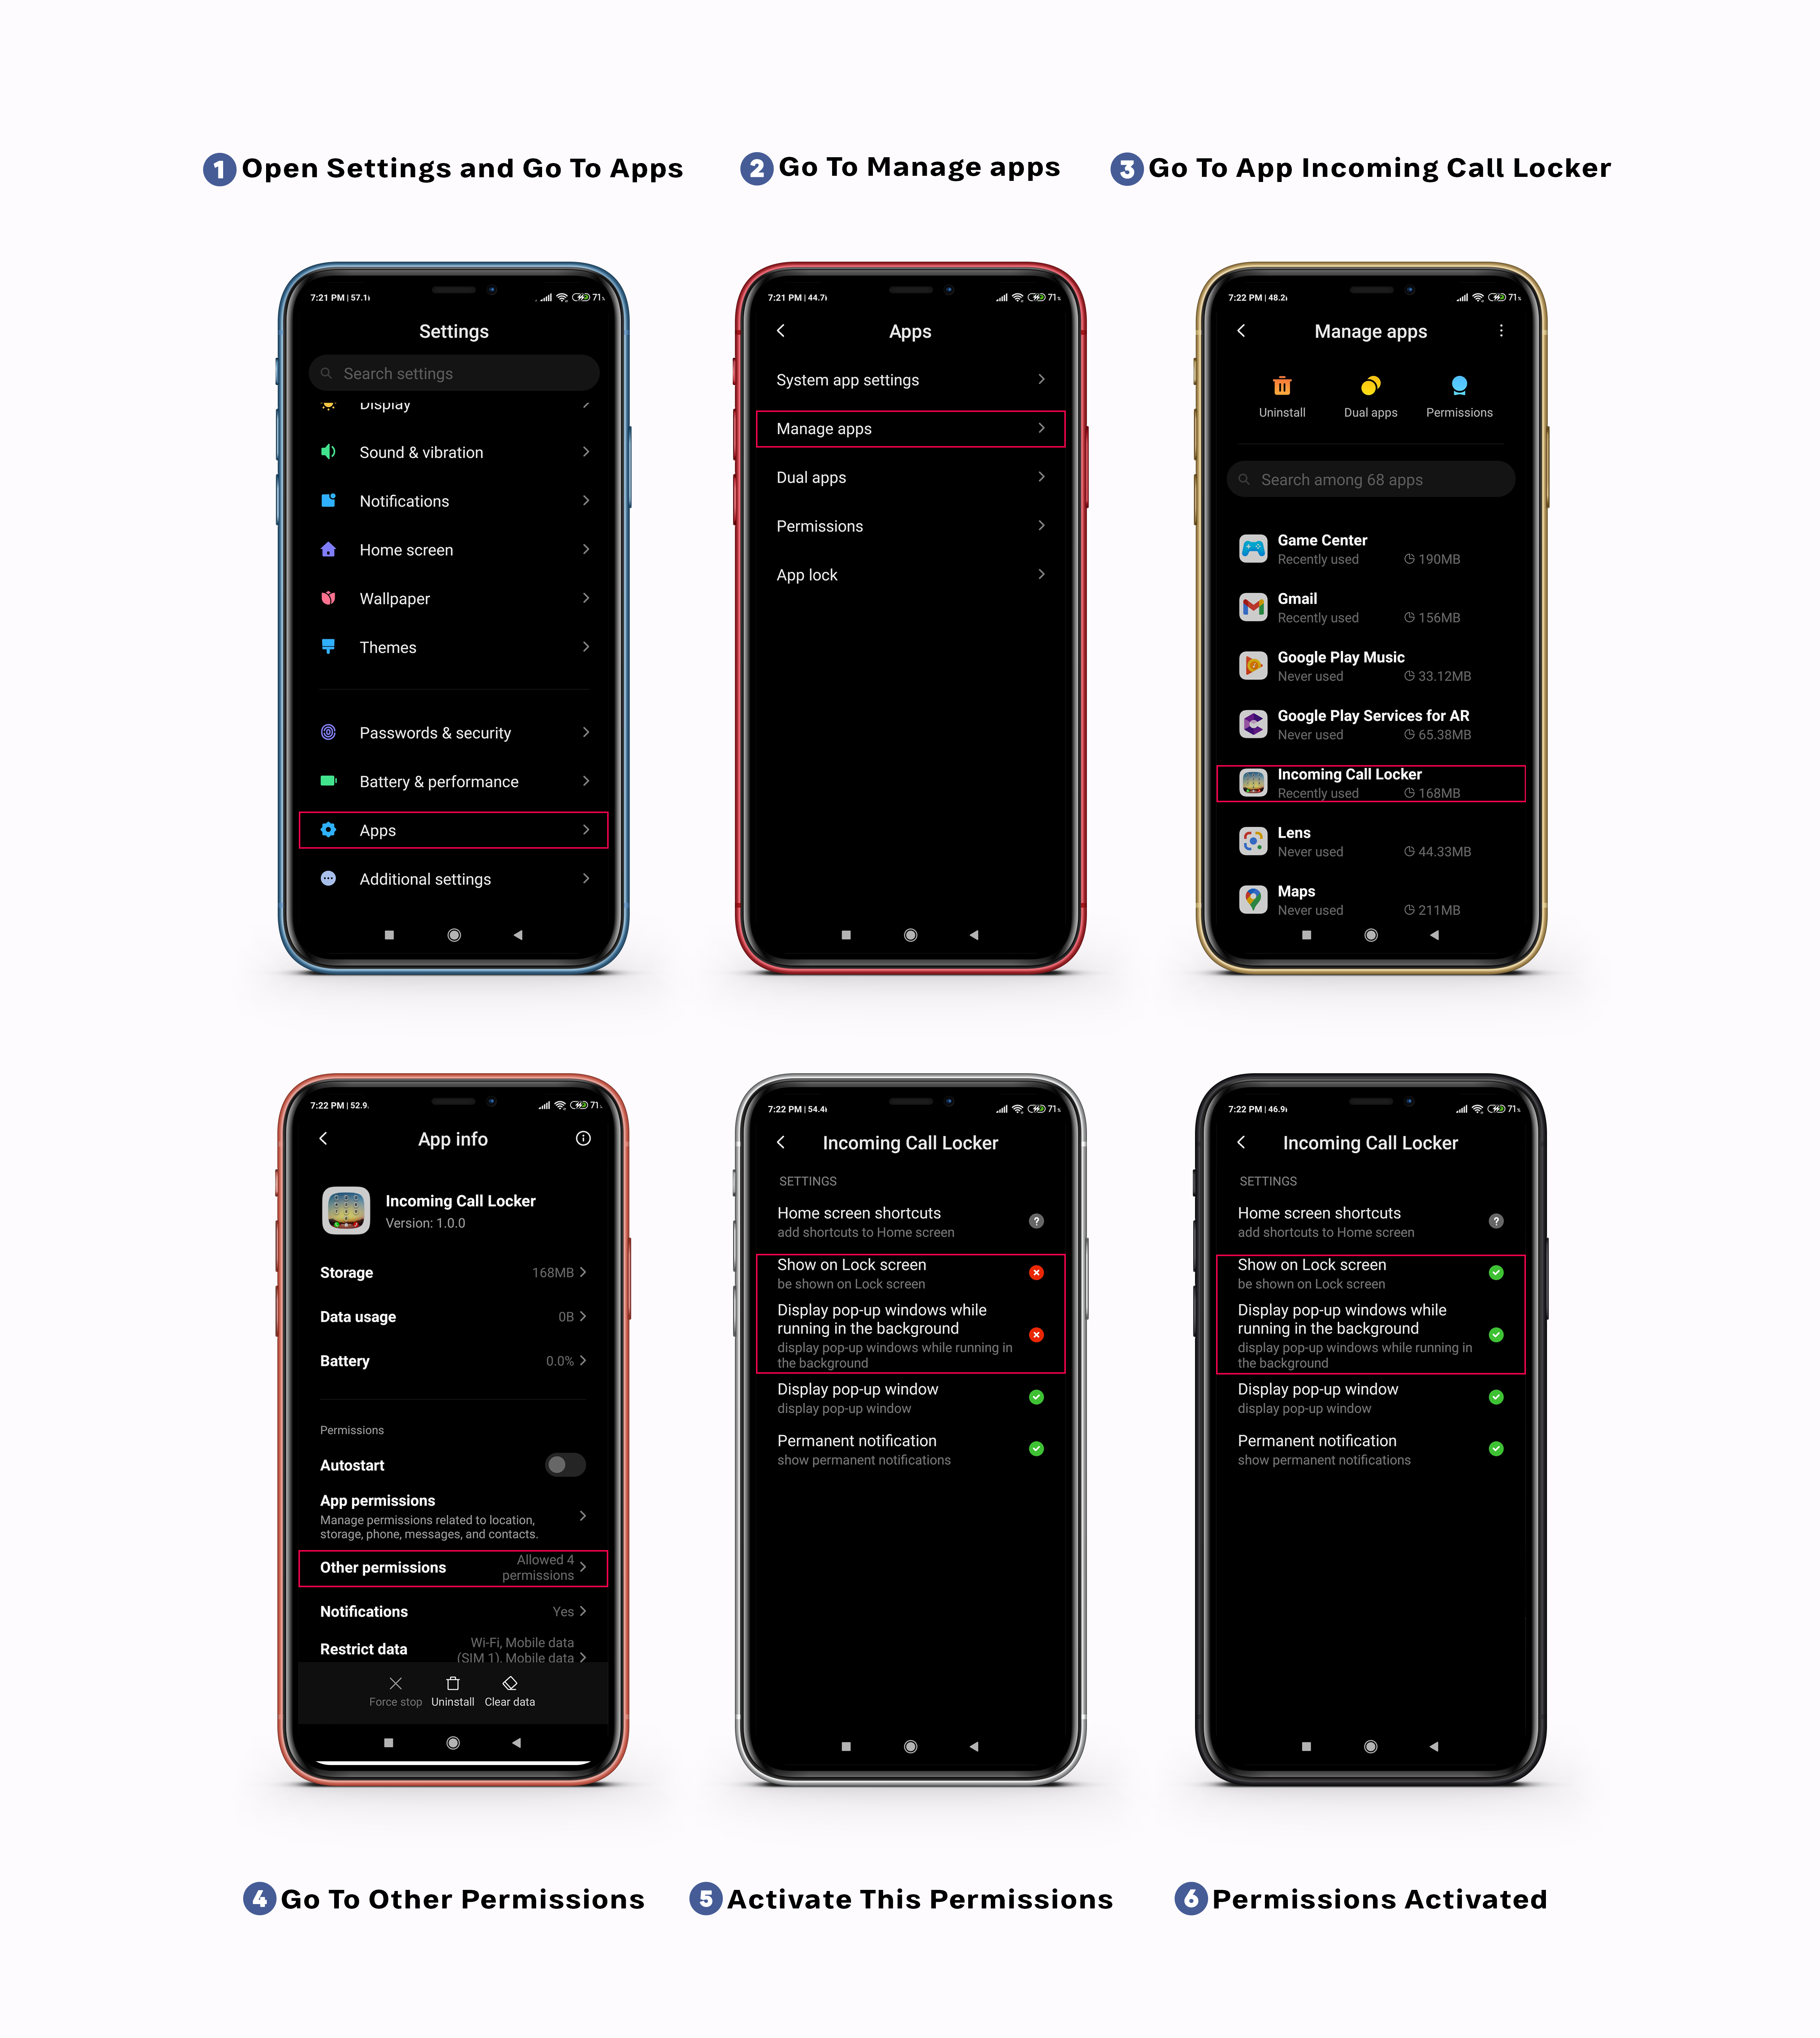 1 Open Settings and Go To Apps
2 Go To Manage apps
3 Go To App Incoming Call Locker
7:21 PM | 57.1
71
Settings
Search settings
Display
Sound & vibration
Notifications
Home screen
Wallpaper
Themes
Passwords & security
Battery & performance
Apps
Additional settings
7:21 PM | 44.7
71
Apps
System app settings
Manage apps
Dual apps
Permissions
App lock
7:22 PM | 48.2
71
Manage apps
Uninstall
Dual apps
Permissions
Search among 68 apps
Game Center
Recently used 190MB
Gmail
Recently used 156MB
Google Play Music
Never used 33.12MB
Google Play Services for AR
Never used 65.38MB
Incoming Call Locker
Recently used 168MB
Lens
Never used 44.33MB
Maps
Never used 211MB
7:22 PM | 52.9
71
App info
Incoming Call Locker
Version: 1.0.0
Storage 168MB
Data usage 0B
Battery 0.0%
Permissions
Autostart
App permissions
Manage permissions related to location,
storage, phone, messages, and contacts.
Other permissions Allowed 4
permissions
Notifications Yes
Restrict data Wi-Fi, Mobile data
(SIM 1), Mobile data
Force stop
Uninstall
Clear data
7:22 PM | 54.4
71
Incoming Call Locker
SETTINGS
Home screen shortcuts
add shortcuts to Home screen
Show on Lock screen
be shown on Lock screen
Display pop-up windows while
running in the background
display pop-up windows while running in
the background
Display pop-up window
display pop-up window
Permanent notification
show permanent notifications
7:22 PM | 46.9
71
Incoming Call Locker
SETTINGS
Home screen shortcuts
add shortcuts to Home screen
Show on Lock screen
be shown on Lock screen
Display pop-up windows while
running in the background
display pop-up windows while running in
the background
Display pop-up window
display pop-up window
Permanent notification
show permanent notifications
4 Go To Other Permissions
5 Activate This Permissions
6 Permissions Activated